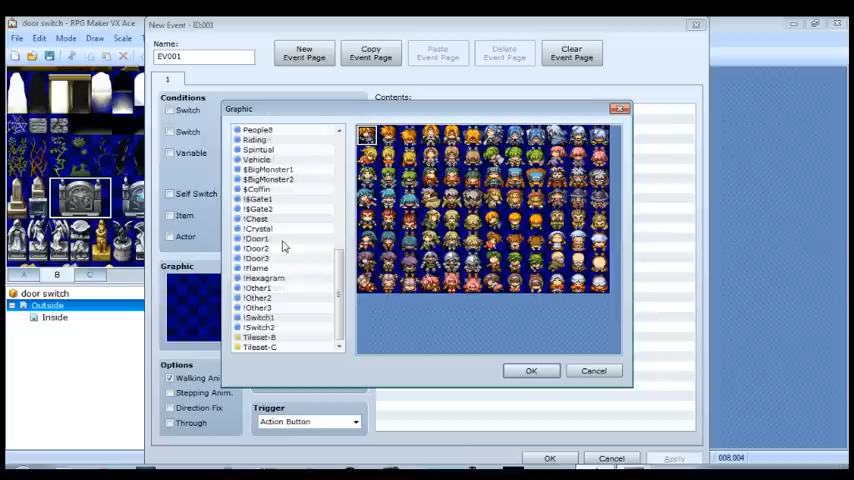 door switch - RPG Maker VX Ace
New Event - ID:001
File Edit Mode Draw Scale
Name:
EV001
New Event Page
Copy Event Page
Paste Event Page
Delete Event Page
Clear Event Page
1
Conditions
Contents:
Switch
Switch
Variable
Self Switch
Item
Actor
Graphic
People8
Riding
Spiritual
Vehicle
$BigMonster1
$BigMonster2
$Coffin
!$Gate1
!$Gate2
!Chest
!Crystal
!Door1
!Door2
!Door3
!Flame
!Hexagram
!Other1
!Other2
!Other3
!Switch1
!Switch2
Tileset-B
Tileset-C
OK Cancel
A B C
door switch
Outside
Inside
Graphic
Options
Walking Ani
Stepping Anim.
Direction Fix
Through
Trigger
Action Button
OK Cancel Apply
008,004